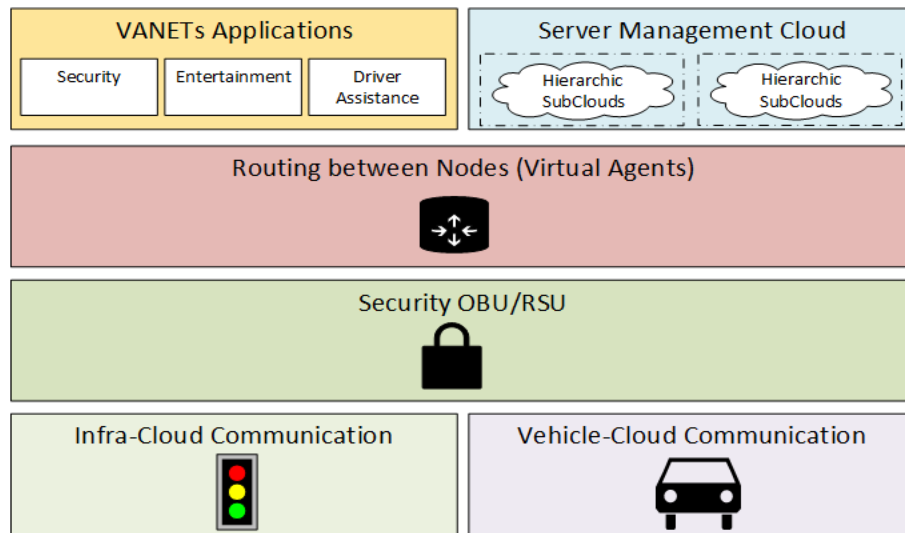 VANETs Applications
Security
Entertainment
Driver
Assistance
Server Management Cloud
Hierarchic
SubClouds
Hierarchic
SubClouds
Routing between Nodes (Virtual Agents)
Security OBU/RSU
Infra-Cloud Communication
Vehicle-Cloud Communication